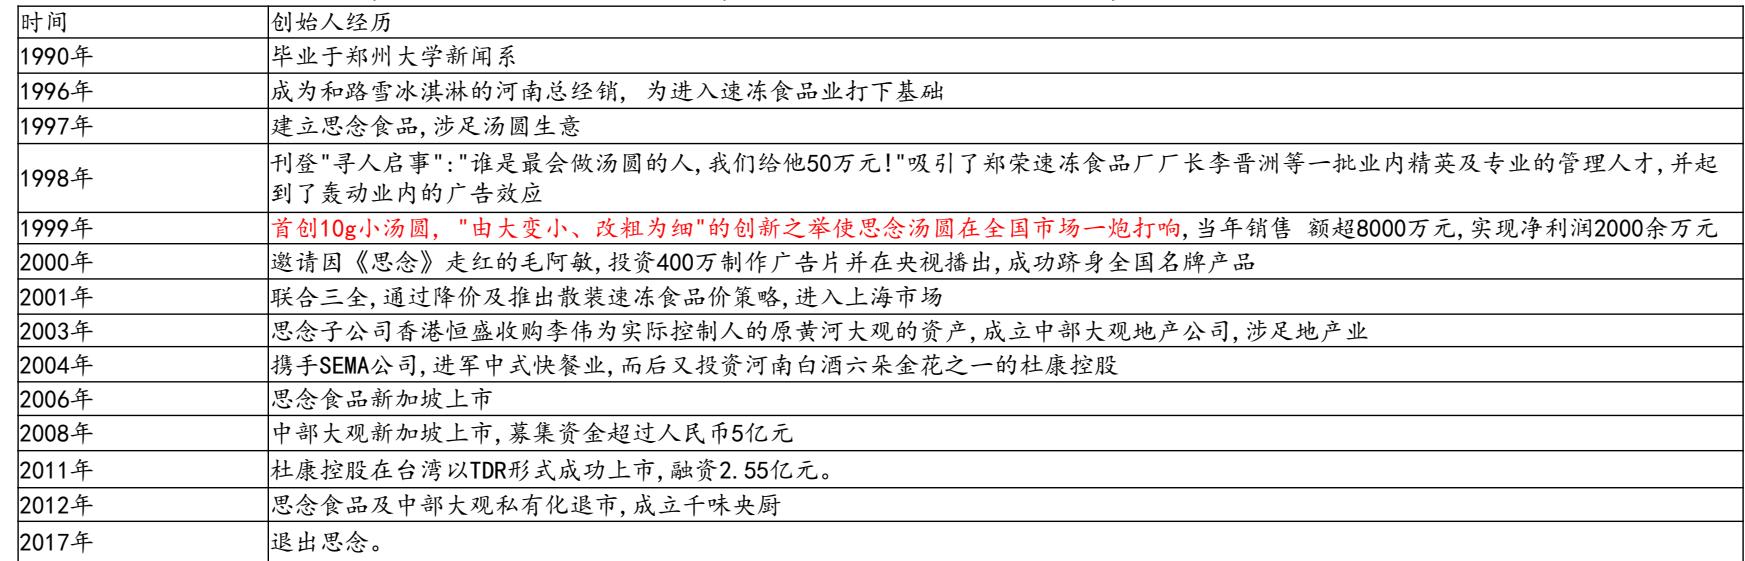 时间 创始人经历
1990年 毕业于郑州大学新闻系
1996年 成为和路雪冰淇淋的河南总经销, 为进入速冻食品业打下基础
1997年 建立思念食品,涉足汤圆生意
1998年 刊登"寻人启事":"谁是最会做汤圆的人,我们给他50万元!"吸引了郑荣速冻食品厂厂长李晋洲等一批业内精英及专业的管理人才,并起
到了轰动业内的广告效应
1999年 首创10g小汤圆, "由大变小、改粗为细"的创新之举使思念汤圆在全国市场一炮打响,当年销售 额超8000万元,实现净利润2000余万元
2000年 邀请因《思念》走红的毛阿敏,投资400万制作广告片并在央视播出,成功跻身全国名牌产品
2001年 联合三全,通过降价及推出散装速冻食品价策略,进入上海市场
2003年 思念子公司香港恒盛收购李伟为实际控制人的原黄河大观的资产,成立中部大观地产公司,涉足地产业
2004年 携手SEMA公司,进军中式快餐业,而后又投资河南白酒六朵金花之一的杜康控股
2006年 思念食品新加坡上市
2008年 中部大观新加坡上市,募集资金超过人民币5亿元
2011年 杜康控股在台湾以TDR形式成功上市,融资2.55亿元。
2012年 思念食品及中部大观私有化退市,成立千味央厨
2017年 退出思念。